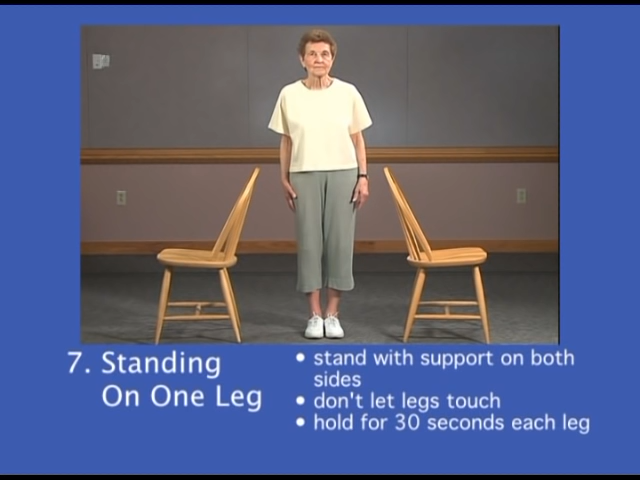 7. Standing
On One Leg
• stand with support on both
sides
• don't let legs touch
• hold for 30 seconds each leg